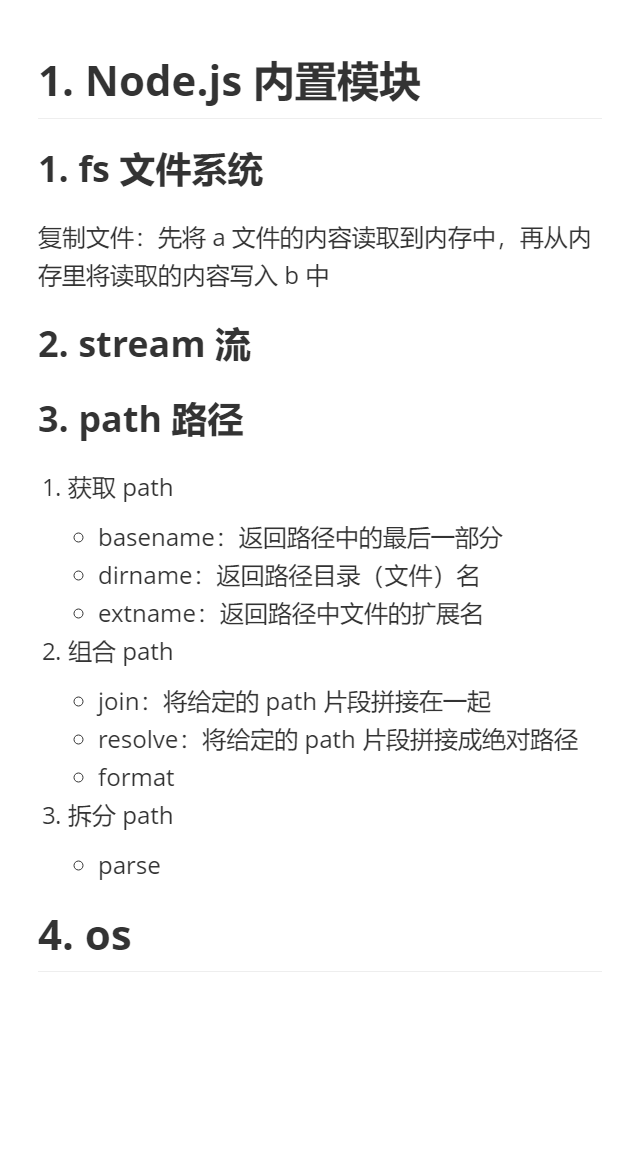 1. Node.js 内置模块
1. fs 文件系统
复制文件：先将 a 文件的内容读取到内存中，再从内
存里将读取的内容写入 b 中
2. stream 流
3. path 路径
1. 获取 path
basename：返回路径中的最后一部分
dirname：返回路径目录（文件）名
extname：返回路径中文件的扩展名
2. 组合 path
join：将给定的 path 片段拼接在一起
resolve：将给定的 path 片段拼接成绝对路径
format
3. 拆分 path
parse
4. os